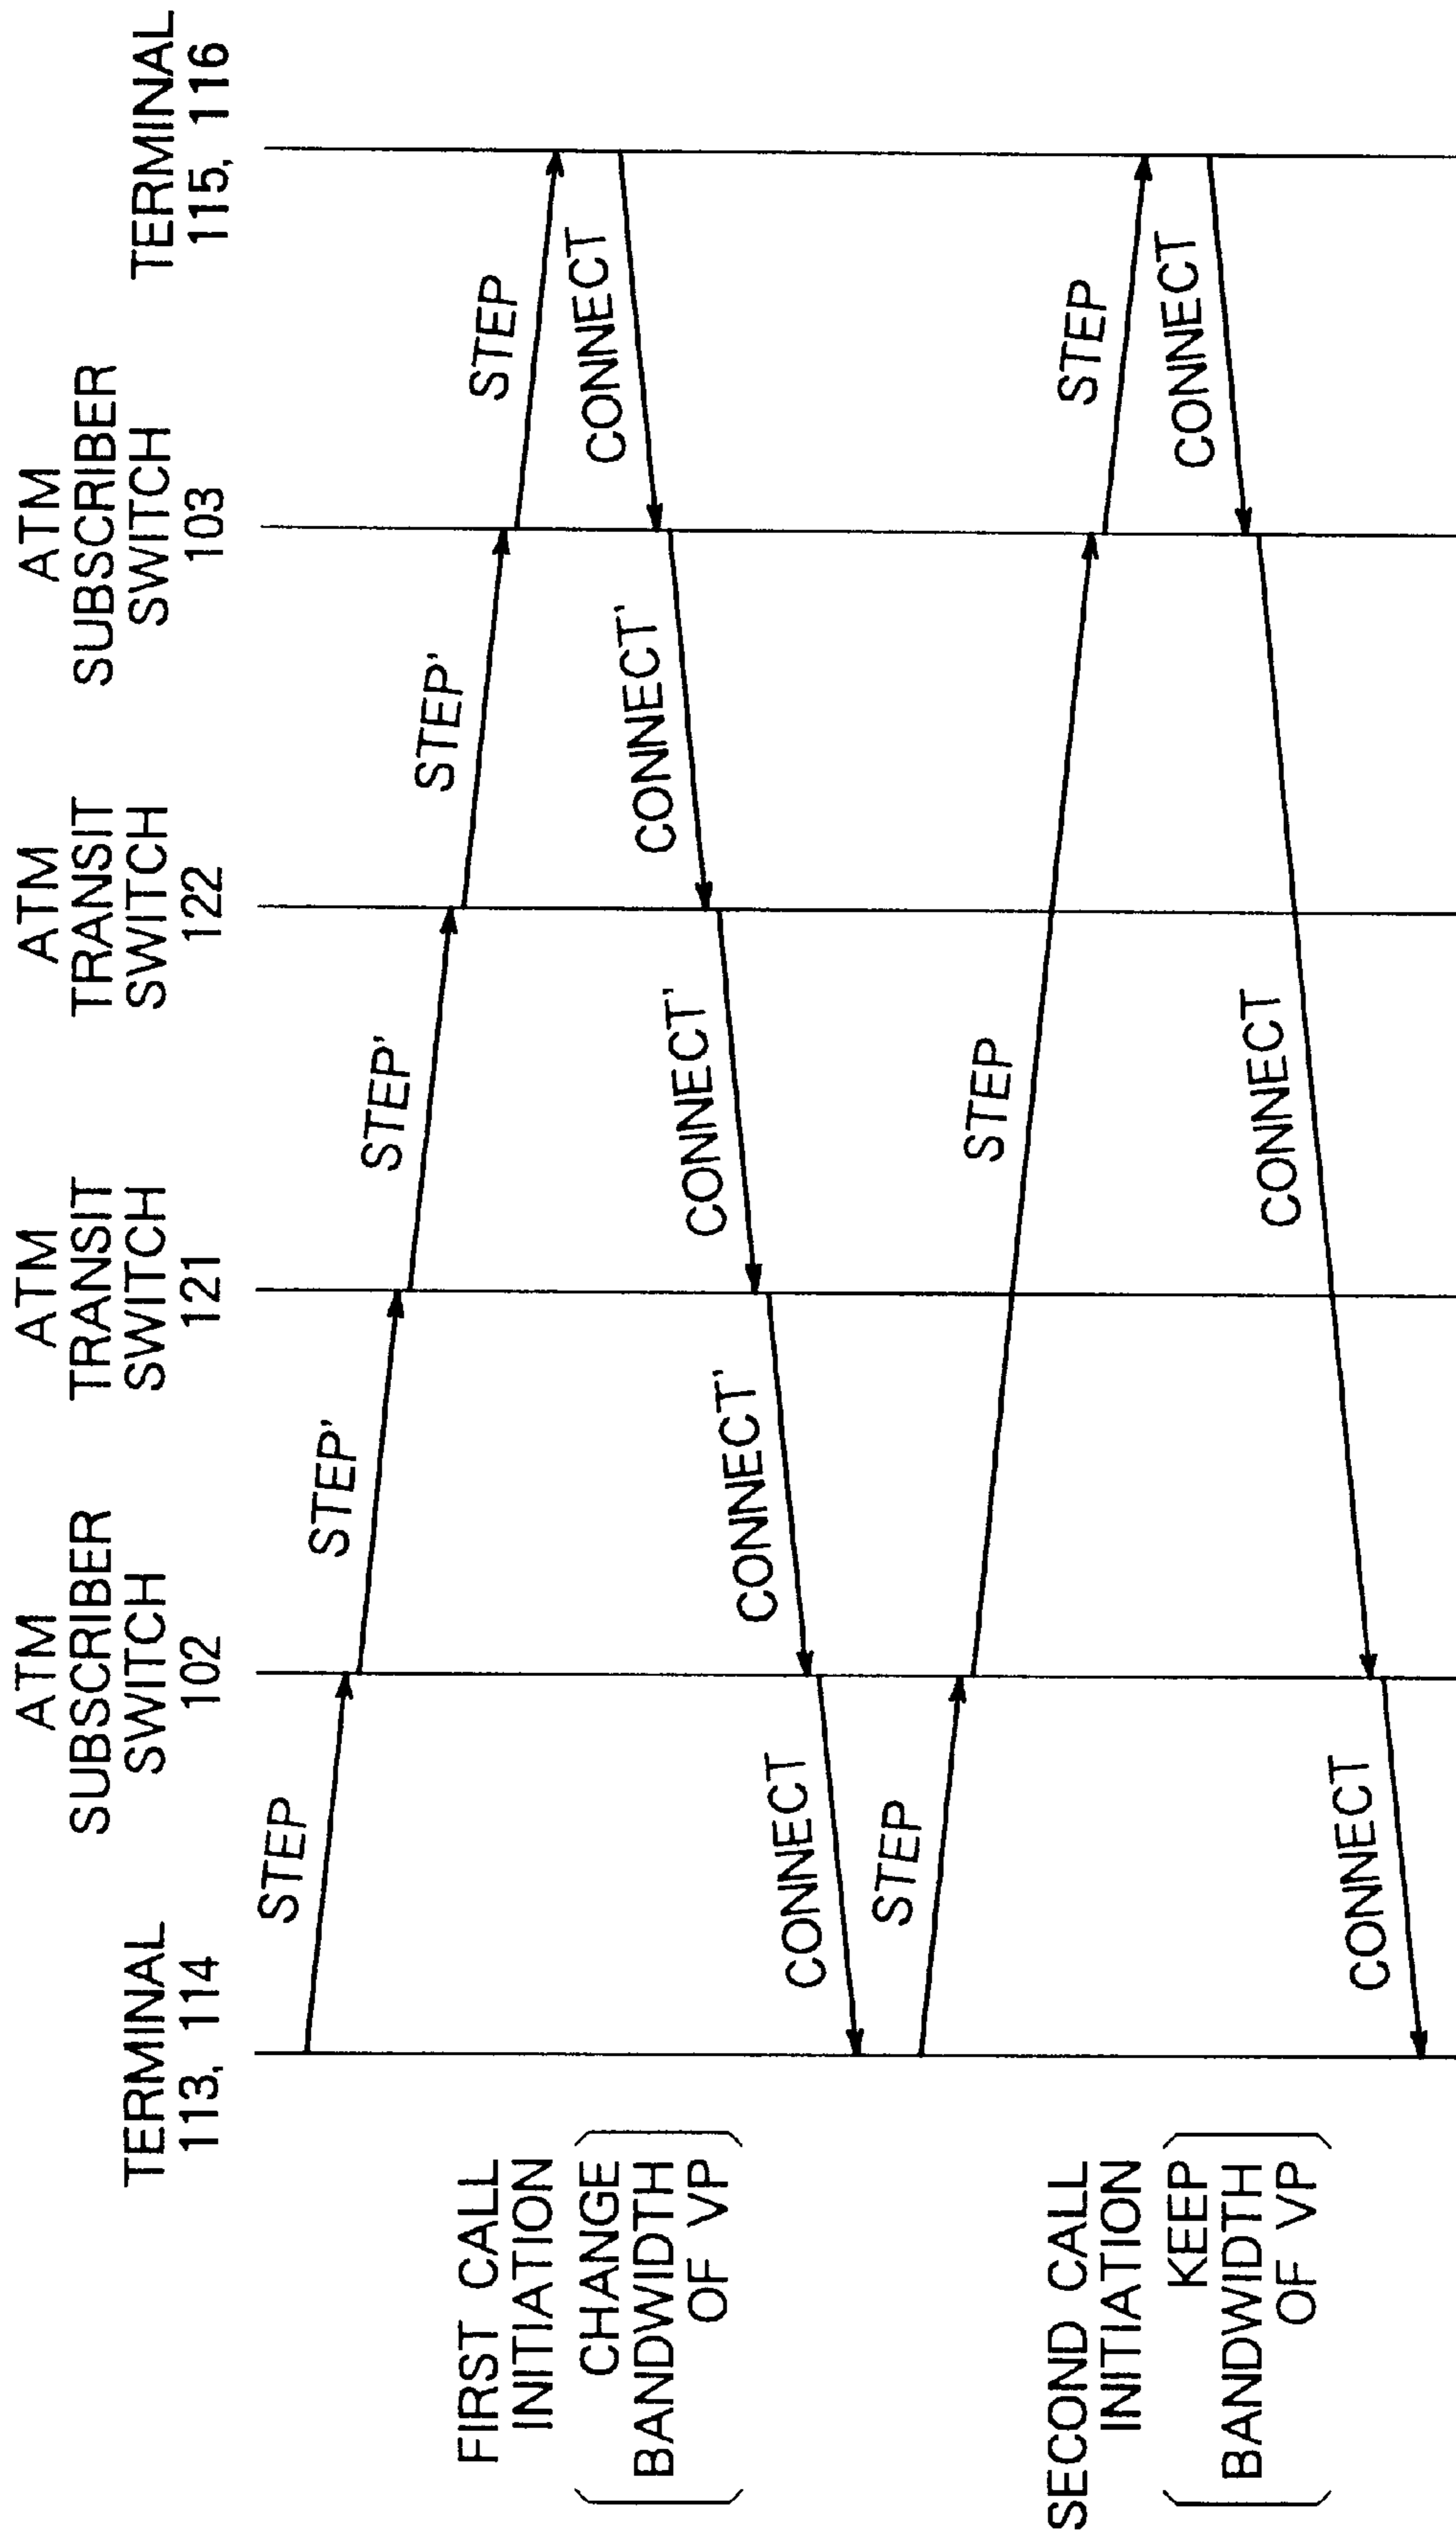 TERMINAL
113, 114
ATM
SUBSCRIBER
SWITCH
102
ATM
TRANSIT
SWITCH
121
ATM
TRANSIT
SWITCH
122
ATM
SUBSCRIBER
SWITCH
103
TERMINAL
115, 116
FIRST CALL
INITIATION
CHANGE
BANDWIDTH
OF VP
STEP
STEP'
STEP'
STEP'
STEP
CONNECT
CONNECT'
CONNECT'
CONNECT'
CONNECT
SECOND CALL
INITIATION
KEEP
BANDWIDTH
OF VP
STEP
STEP
STEP
CONNECT
CONNECT
CONNECT